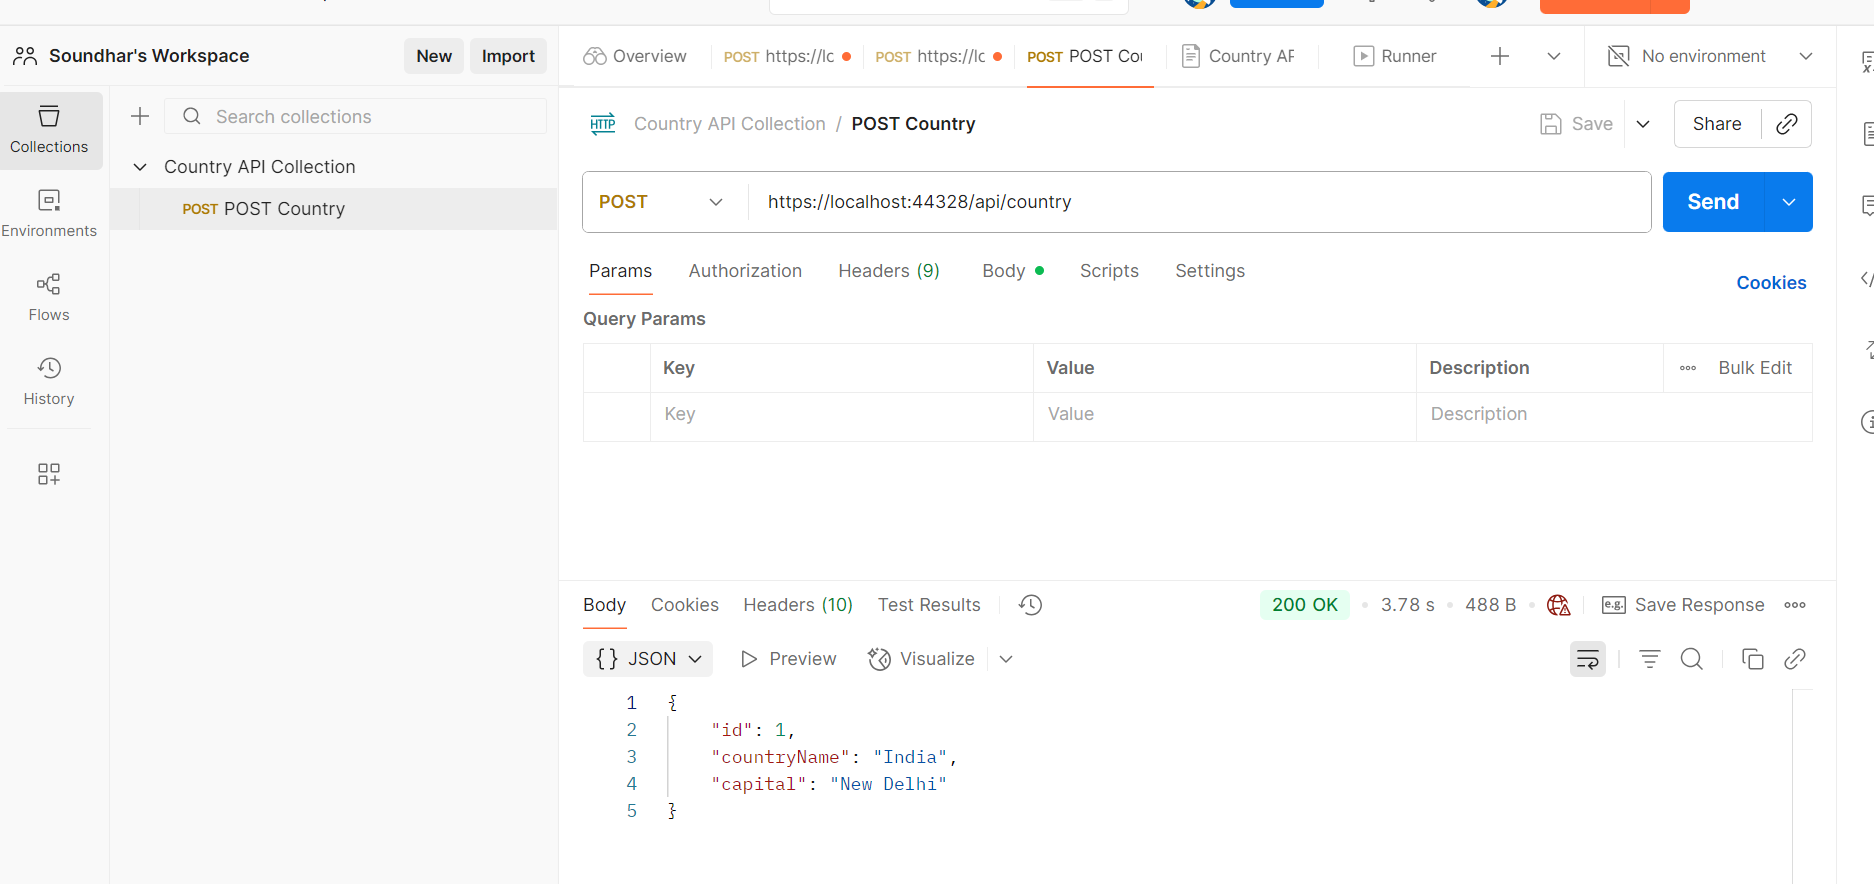 Soundhar's Workspace
New
Import
Overview
POST https://lc
POST https://lc
POST POST Cou
Country AF
Runner
No environment
Collections
Search collections
Country API Collection
POST POST Country
Environments
Flows
History
HTTP
Country API Collection / POST Country
Save
Share
POST
https://localhost:44328/api/country
Send
Params
Authorization
Headers (9)
Body
Scripts
Settings
Cookies
Query Params
Key
Value
Description
Bulk Edit
Key
Value
Description
Body
Cookies
Headers (10)
Test Results
200 OK
3.78 s
488 B
e.g.
Save Response
{} JSON
Preview
Visualize
1 {
2 "id": 1,
3 "countryName": "India",
4 "capital": "New Delhi"
5 }